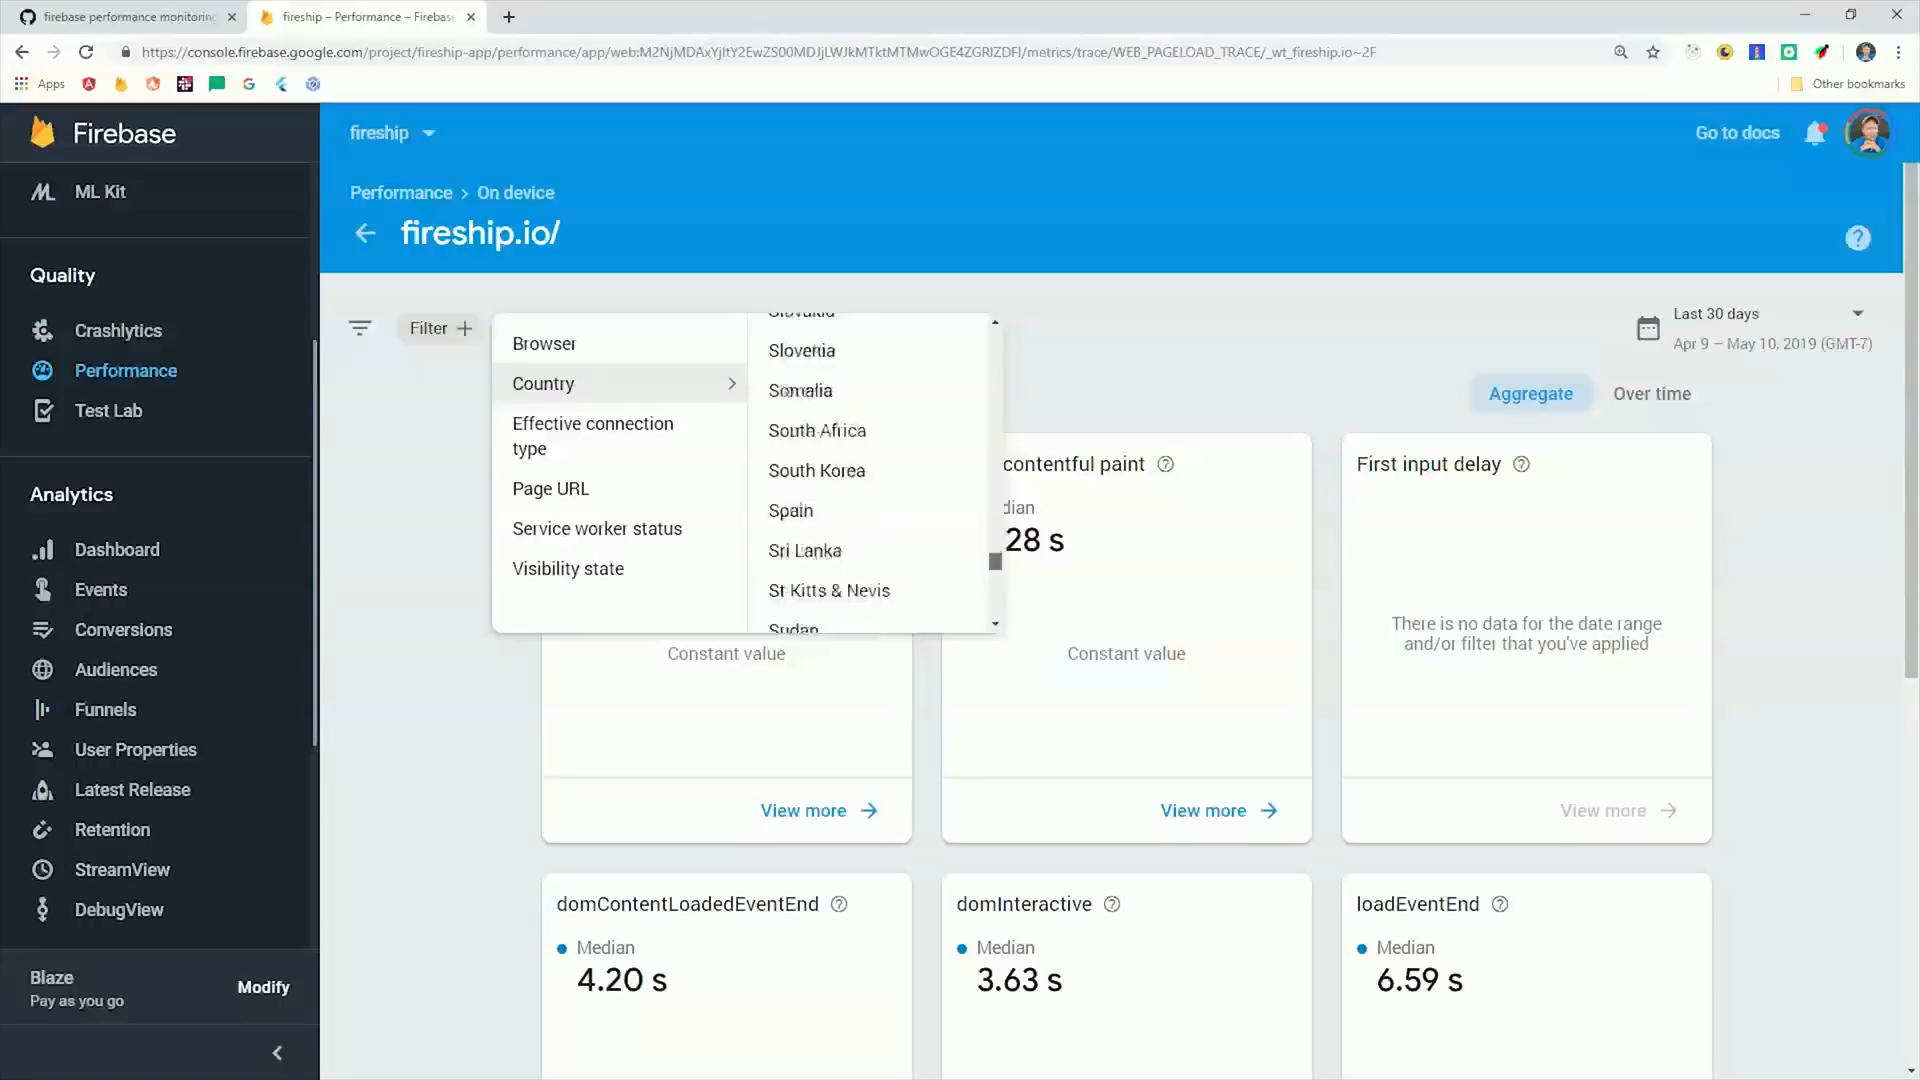 firebase performance monitoring
fireship – Performance – Firebase
https://console.firebase.google.com/project/fireship-app/performance/app/web:M2NjMDAxYjItY2EwZS00MDJjLWJkMTktMTMwOGE4ZGRlZDFl/metrics/trace/WEB_PAGELOAD_TRACE/_wt_fireship.io~2F
Apps
Other bookmarks
Firebase
ML Kit
Quality
Crashlytics
Performance
Test Lab
Analytics
Dashboard
Events
Conversions
Audiences
Funnels
User Properties
Latest Release
Retention
StreamView
DebugView
Blaze
Pay as you go
Modify
fireship
Go to docs
Performance > On device
fireship.io/
Filter
Last 30 days
Apr 9 – May 10, 2019 (GMT-7)
Aggregate
Over time
Browser
Country
Effective connection
type
Page URL
Service worker status
Visibility state
Slovakia
Slovenia
Somalia
South Africa
South Korea
Spain
Sri Lanka
St Kitts & Nevis
Sudan
Constant value
View more
contentful paint
dian
28 s
Constant value
View more
First input delay
There is no data for the date range
and/or filter that you've applied
View more
domContentLoadedEventEnd
Median
4.20 s
domInteractive
Median
3.63 s
loadEventEnd
Median
6.59 s